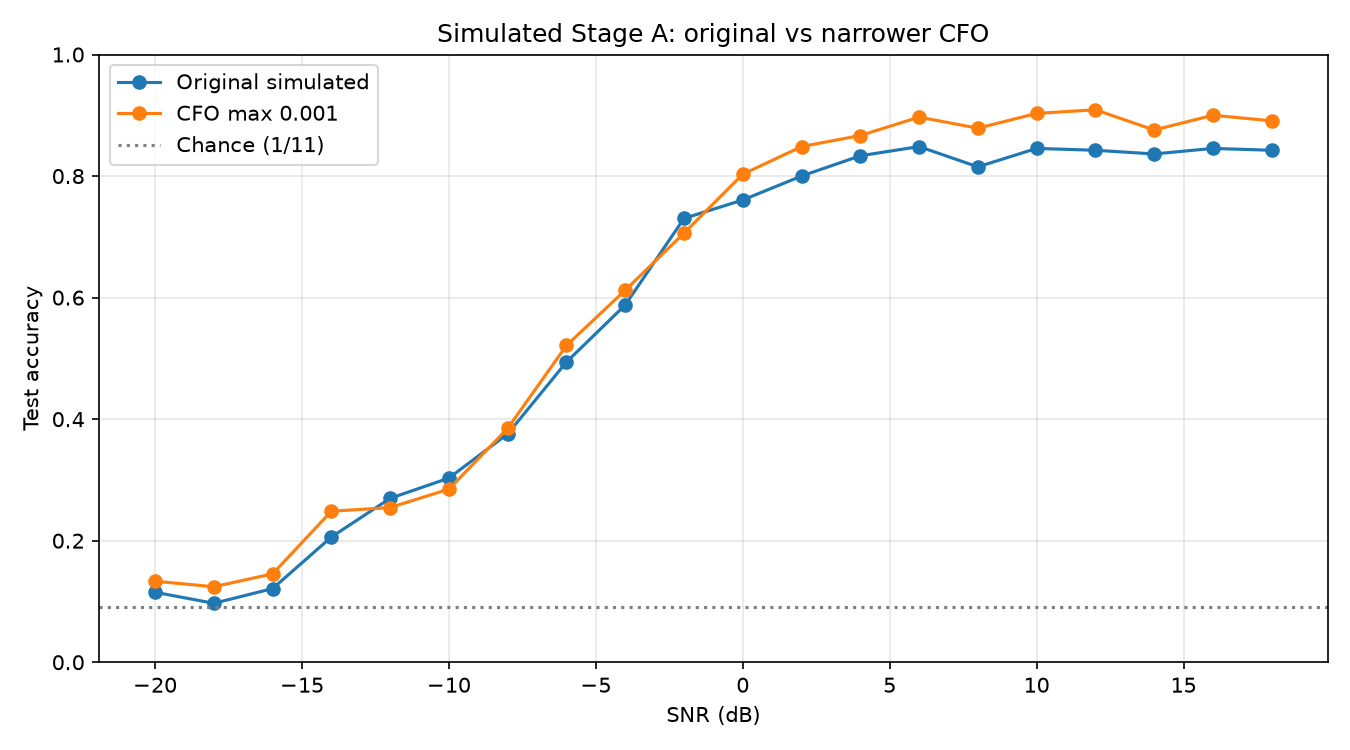 Simulated Stage A: original vs narrower CFO
Original simulated
CFO max 0.001
Chance (1/11)
Test accuracy
1.0
0.8
0.6
0.4
0.2
0.0
−20
−15
−10
−5
0
5
10
15
SNR (dB)